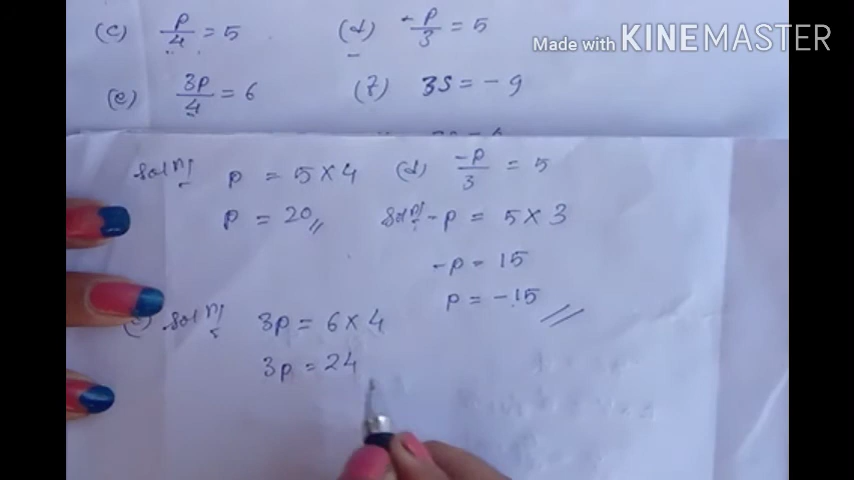 (c) p/4 = 5 (d) -p/3 = 5
Made with KINEMASTER
(e) 3p/4 = 6 (f) 3s = -9
Soln/ p = 5×4 (d) -p/3 = 5
p = 20// Soln/ -p = 5×3
-p = 15
p = -15 //
(e) Soln/ 3p = 6×4
3p = 24